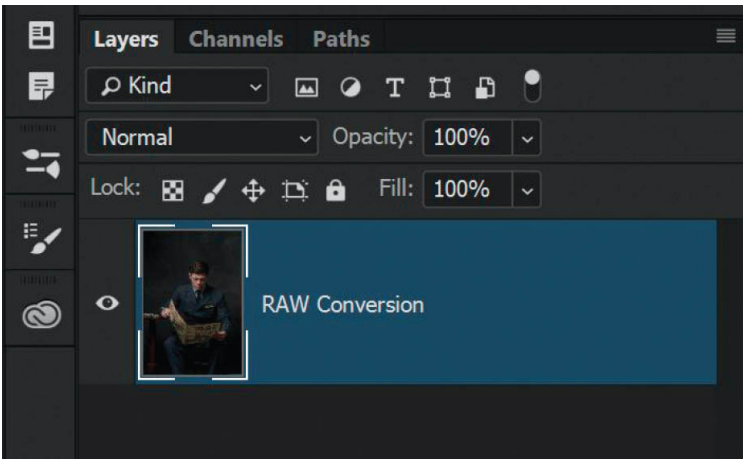 Layers Channels Paths
Kind
T
Normal Opacity: 100%
Lock: Fill: 100%
RAW Conversion